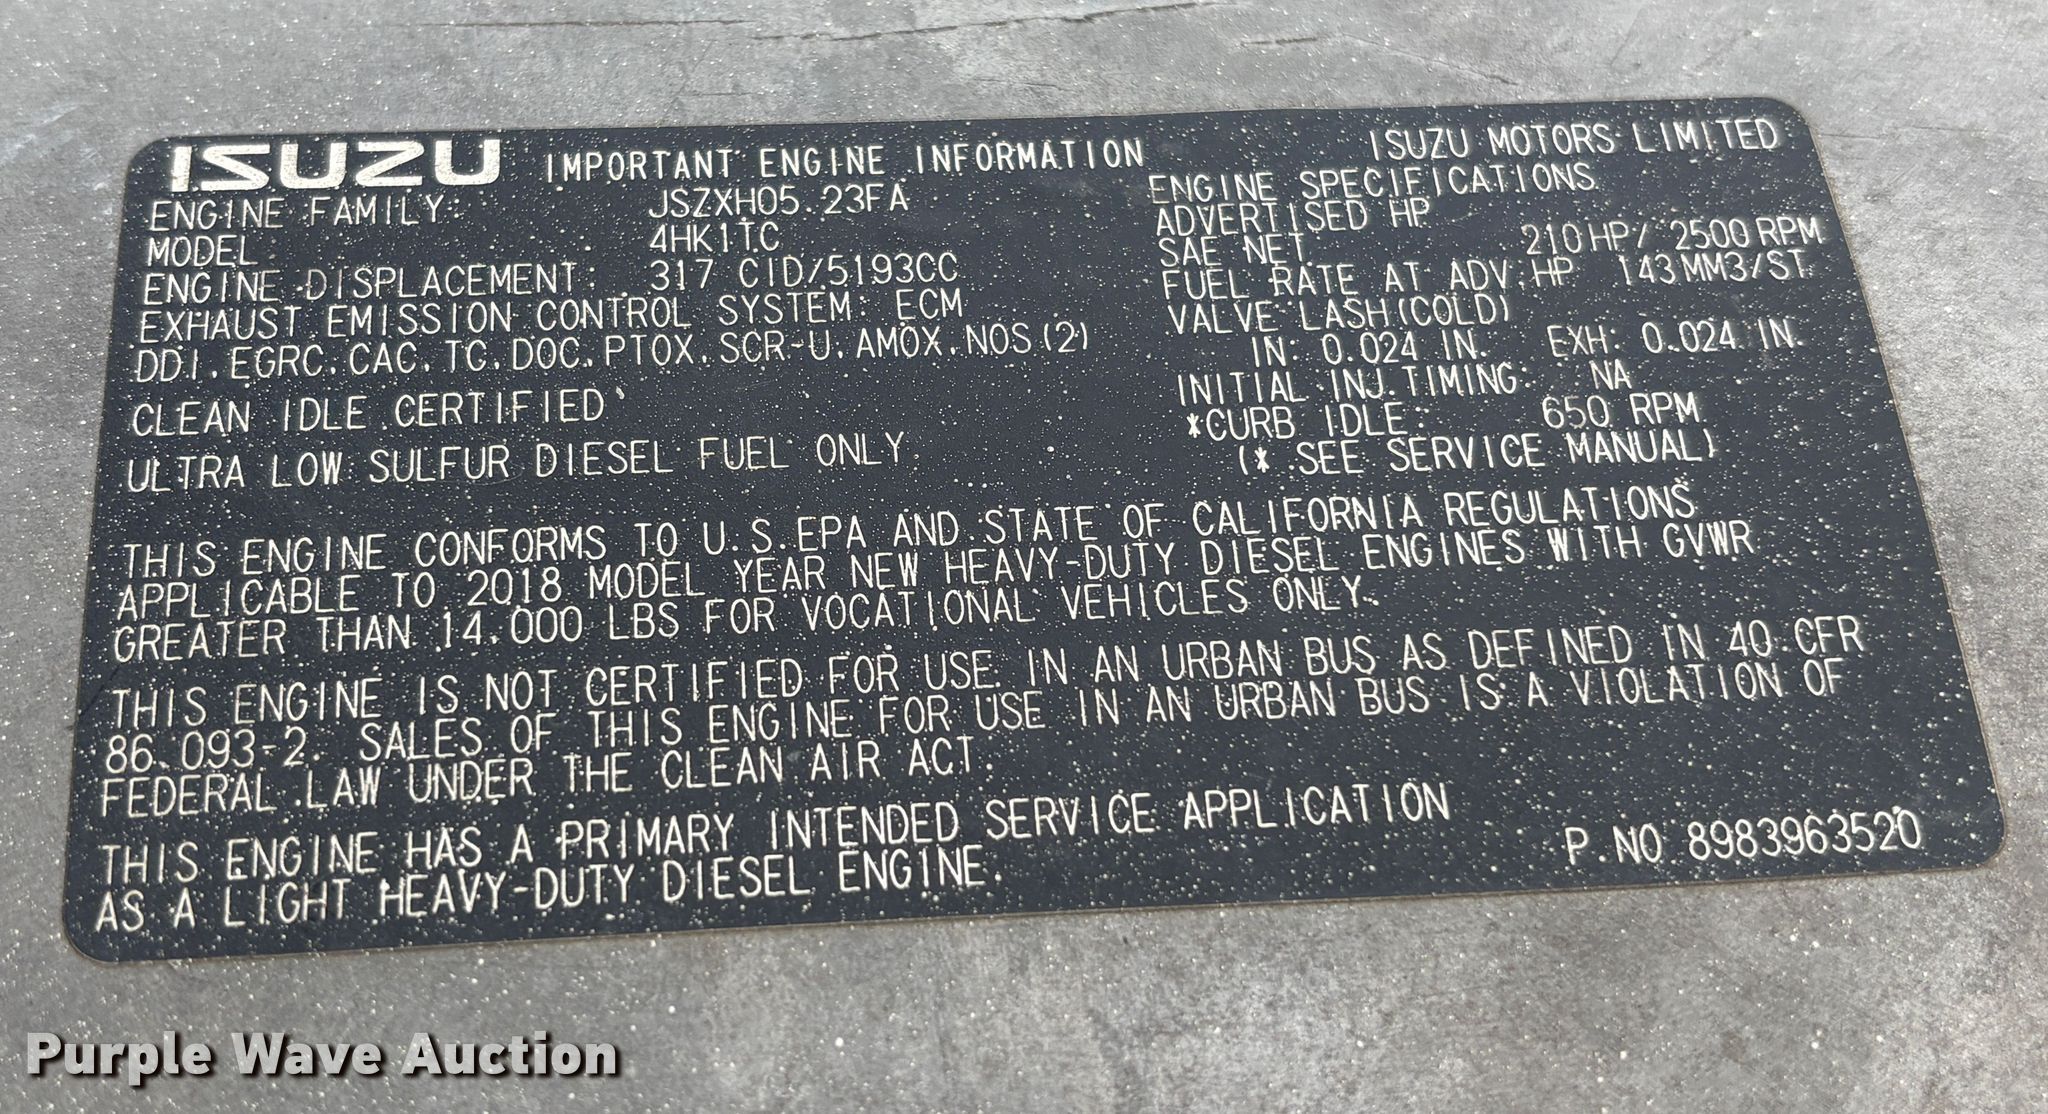 ISUZU IMPORTANT ENGINE INFORMATION
ENGINE FAMILY: JSZXH05.23FA
MODEL: 4HK1TC
ENGINE DISPLACEMENT: 317 CID/5193CC
EXHAUST EMISSION CONTROL SYSTEM: ECM
DDI, EGRC, CAC, TC, DOC, PTOX, SCR-U, AMOX, NOS(2)
CLEAN IDLE CERTIFIED
ULTRA LOW SULFUR DIESEL FUEL ONLY
ISUZU MOTORS LIMITED
ENGINE SPECIFICATIONS
ADVERTISED HP
SAE NET 210HP/ 2500RPM
FUEL RATE AT ADV.HP 143MM3/ST
VALVE LASH(COLD)
IN: 0.024 IN. EXH: 0.024 IN.
INITIAL INJ.TIMING: NA
*CURB IDLE: 650 RPM
(* SEE SERVICE MANUAL)
THIS ENGINE CONFORMS TO U.S.EPA AND STATE OF CALIFORNIA REGULATIONS
APPLICABLE TO 2018 MODEL YEAR NEW HEAVY-DUTY DIESEL ENGINES WITH GVWR
GREATER THAN 14,000 LBS FOR VOCATIONAL VEHICLES ONLY.
THIS ENGINE IS NOT CERTIFIED FOR USE IN AN URBAN BUS AS DEFINED IN 40 CFR
86.093-2. SALES OF THIS ENGINE FOR USE IN AN URBAN BUS IS A VIOLATION OF
FEDERAL LAW UNDER THE CLEAN AIR ACT.
THIS ENGINE HAS A PRIMARY INTENDED SERVICE APPLICATION
AS A LIGHT HEAVY-DUTY DIESEL ENGINE.
P.NO 8983963520
Purple Wave Auction